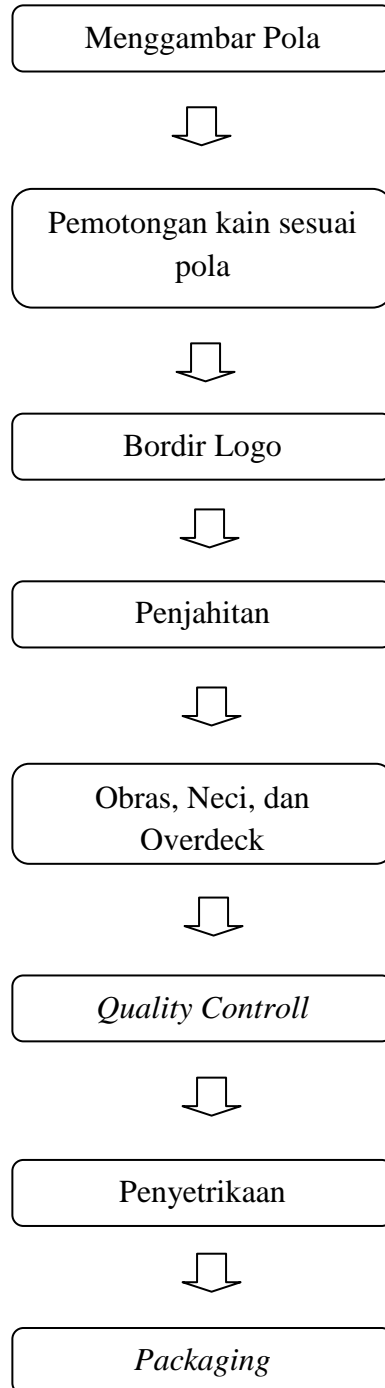 Menggambar Pola
Pemotongan kain sesuai
pola
Bordir Logo
Penjahitan
Obras, Neci, dan
Overdeck
Quality Controll
Penyetrikaan
Packaging